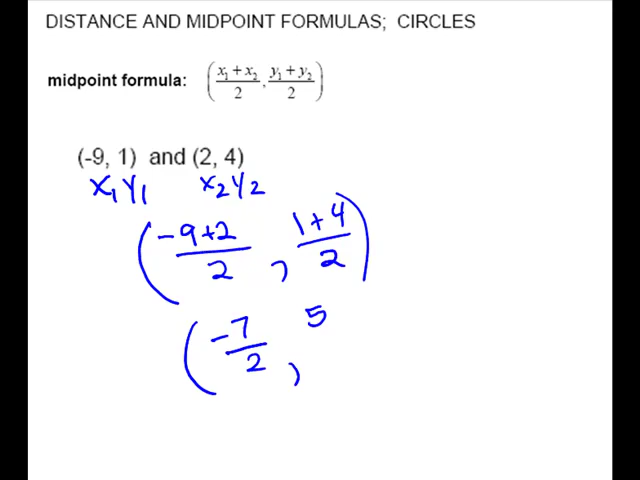 DISTANCE AND MIDPOINT FORMULAS; CIRCLES
midpoint formula: ( x₁ + x₂ / 2 , y₁ + y₂ / 2 )
(-9, 1) and (2, 4)
x₁ y₁ x₂ y₂
( -9+2 / 2 , 1+4 / 2 )
( -7 / 2 , 5